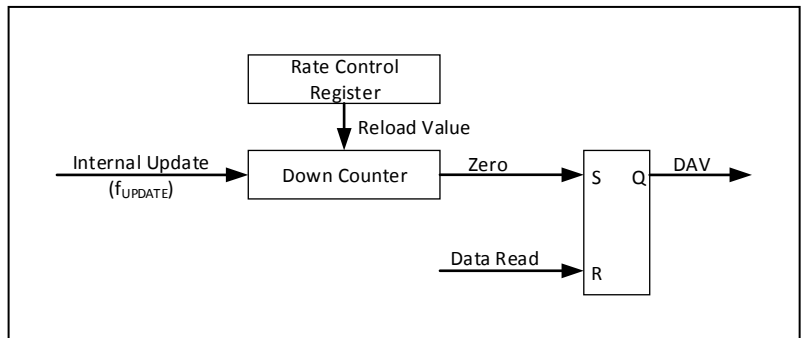 Rate Control
Register
Reload Value
Internal Update
(fUPDATE)
Down Counter
Zero
S
Q
DAV
Data Read
R